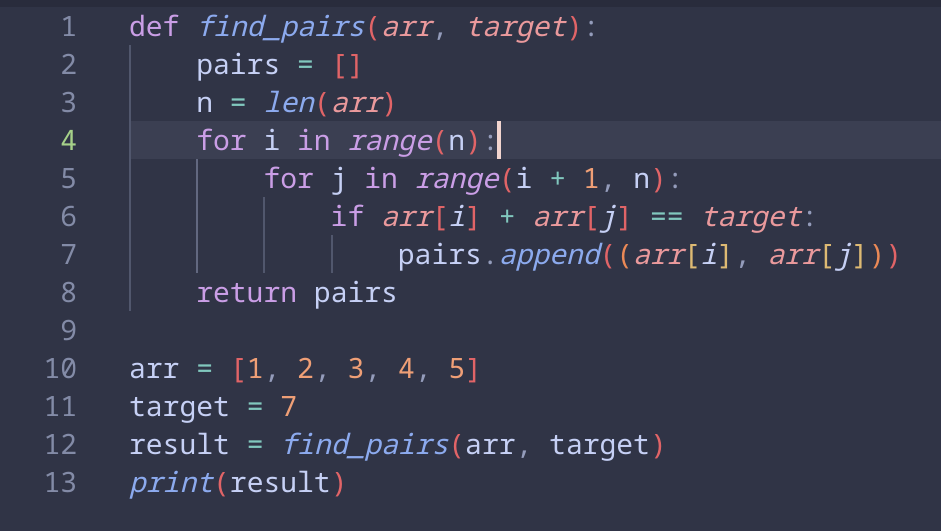 1 def find_pairs(arr, target):
2     pairs = []
3     n = len(arr)
4     for i in range(n):
5         for j in range(i + 1, n):
6             if arr[i] + arr[j] == target:
7                 pairs.append((arr[i], arr[j]))
8     return pairs
9
10 arr = [1, 2, 3, 4, 5]
11 target = 7
12 result = find_pairs(arr, target)
13 print(result)